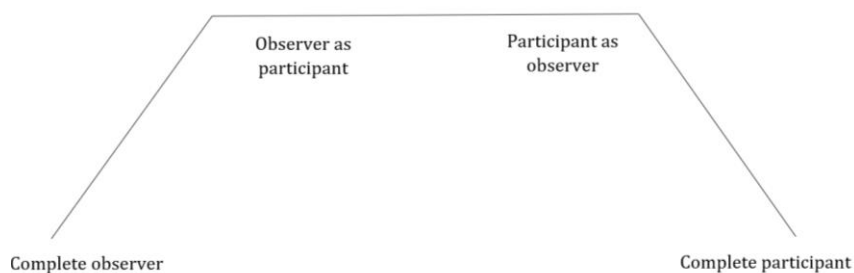 Observer as
participant
Participant as
observer
Complete observer
Complete participant